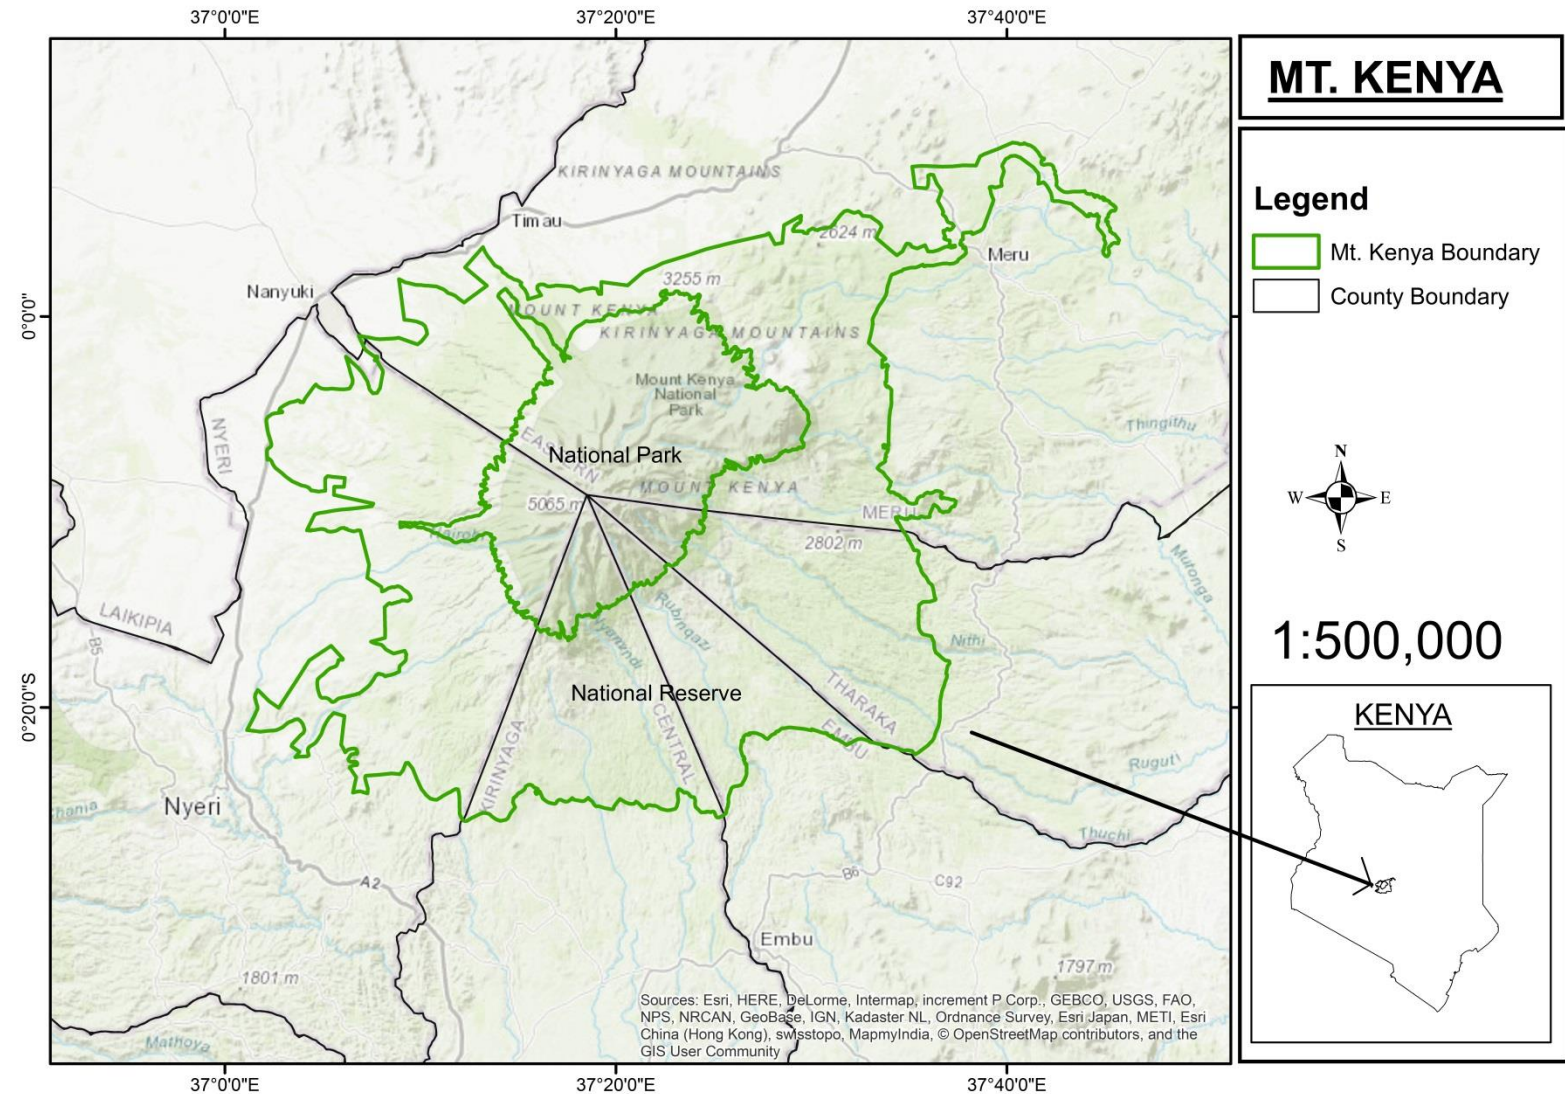 37°0'0"E
37°20'0"E
37°40'0"E
MT. KENYA
Legend
Mt. Kenya Boundary
County Boundary
KIRINYAGA MOUNTAINS
Timau
2624 m
Meru
3255 m
Nanyuki
MOUNT KENYA
0°0'0"
KIRINYAGA MOUNTAINS
Mount Kenya
National
Park
NYERI
EASTERN
National Park
Thingithu
MOUNT KENYA
5065 m
MERU
N
W
E
S
Nairobi
2802 m
Mutonga
LAIKIPIA
B5
Rubingazi
Nyamindi
Nithi
1:500,000
National Reserve
THARAKA
EMBU
CENTRAL
KIRINYAGA
0°20'0"S
KENYA
Ruguti
Nyeri
Thuchi
A2
B6
C92
Embu
1801 m
1797 m
Mathoya
Sources: Esri, HERE, DeLorme, Intermap, increment P Corp., GEBCO, USGS, FAO,
NPS, NRCAN, GeoBase, IGN, Kadaster NL, Ordnance Survey, Esri Japan, METI, Esri
China (Hong Kong), swisstopo, MapmyIndia, © OpenStreetMap contributors, and the
GIS User Community
37°0'0"E
37°20'0"E
37°40'0"E